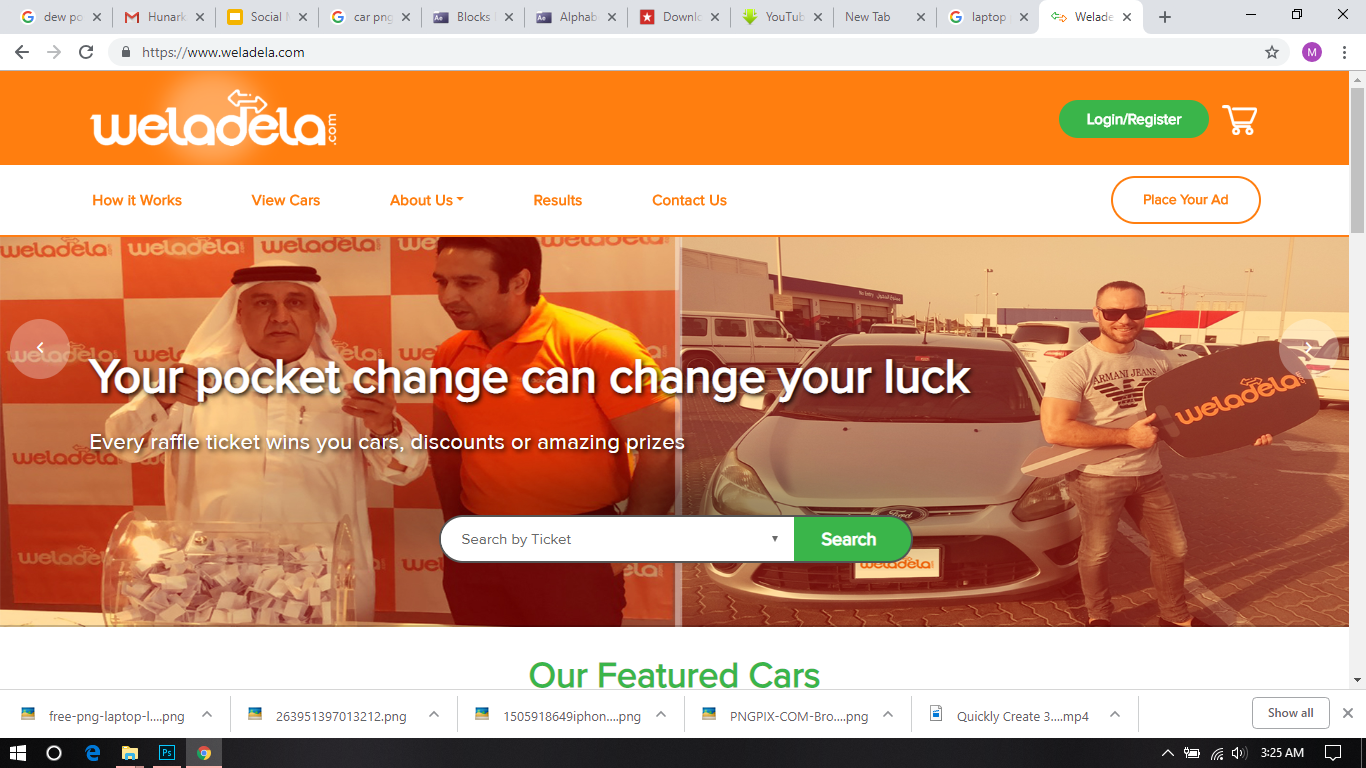 dew po
Hunark
Social
car png
Blocks
Alphab
Downlo
YouTub
New Tab
laptop
Welade
https://www.weladela.com
M
weladela.com
Login/Register
How it Works
View Cars
About Us
Results
Contact Us
Place Your Ad
weladela
weladela
weladela
Your pocket change can change your luck
ARMANI JEANS
weladela
Every raffle ticket wins you cars, discounts or amazing prizes
Ford
Search by Ticket
Search
weladela
Our Featured Cars
free-png-laptop-l....png
263951397013212.png
1505918649iphon....png
PNGPIX-COM-Bro....png
Quickly Create 3....mp4
Show all
Ps
3:25 AM